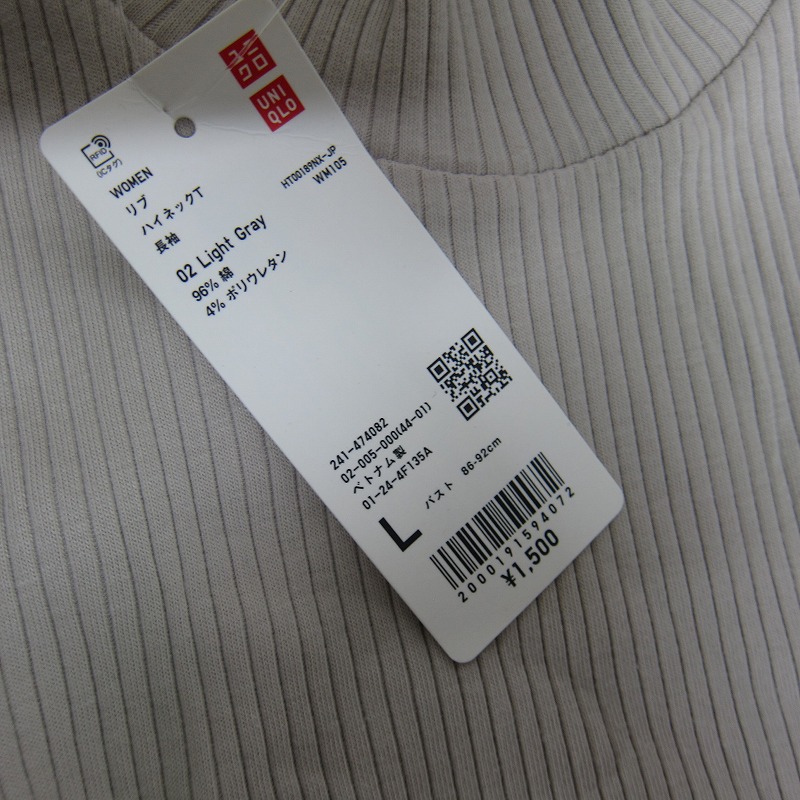 ユニ
クロ
UNI
QLO
RFID
(ICタグ)
WOMEN
リブ
ハイネックT
長袖
HT00189NX-JP
WM105
02 Light Gray
96% 綿
4% ポリウレタン
241-474082
02-005-000(44-01)
ベトナム製
01-24-4F135A
L
バスト 86-92cm
2000191594072
¥1,500